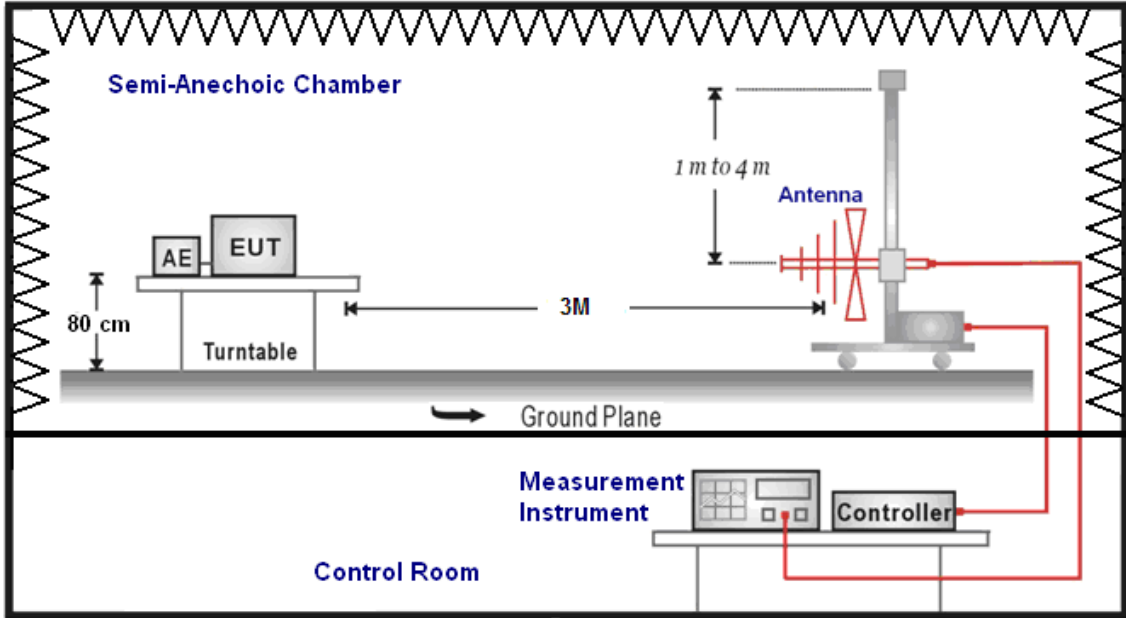 Semi-Anechoic Chamber
1 m to 4 m
Antenna
AE
EUT
80 cm
3M
Turntable
Ground Plane
Measurement
Instrument
Controller
Control Room